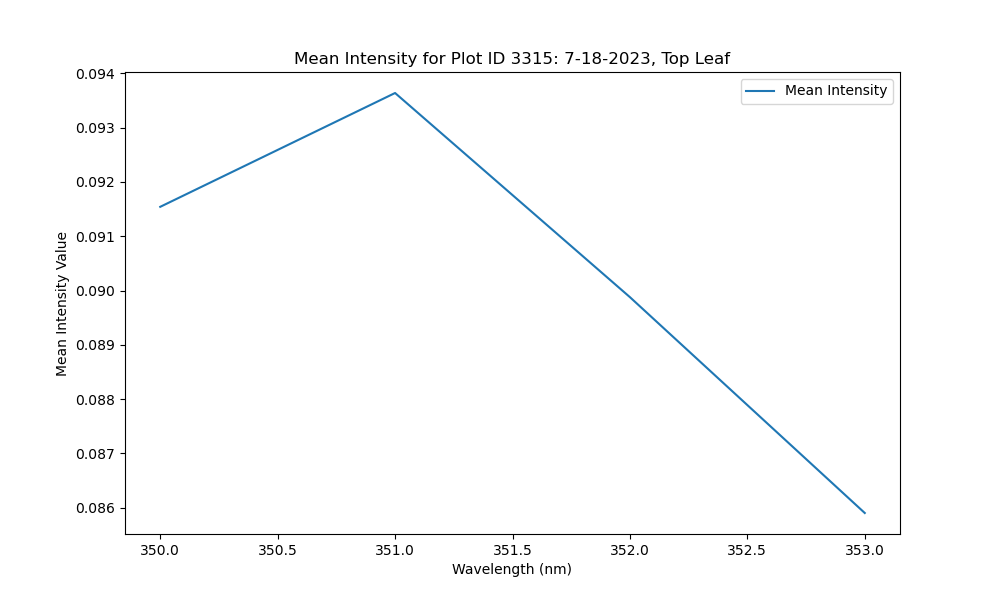 Mean Intensity for Plot ID 3315: 7-18-2023, Top Leaf
Mean Intensity
0.094
0.093
0.092
0.091
0.090
0.089
0.088
0.087
0.086
Mean Intensity Value
350.0 350.5 351.0 351.5 352.0 352.5 353.0
Wavelength (nm)